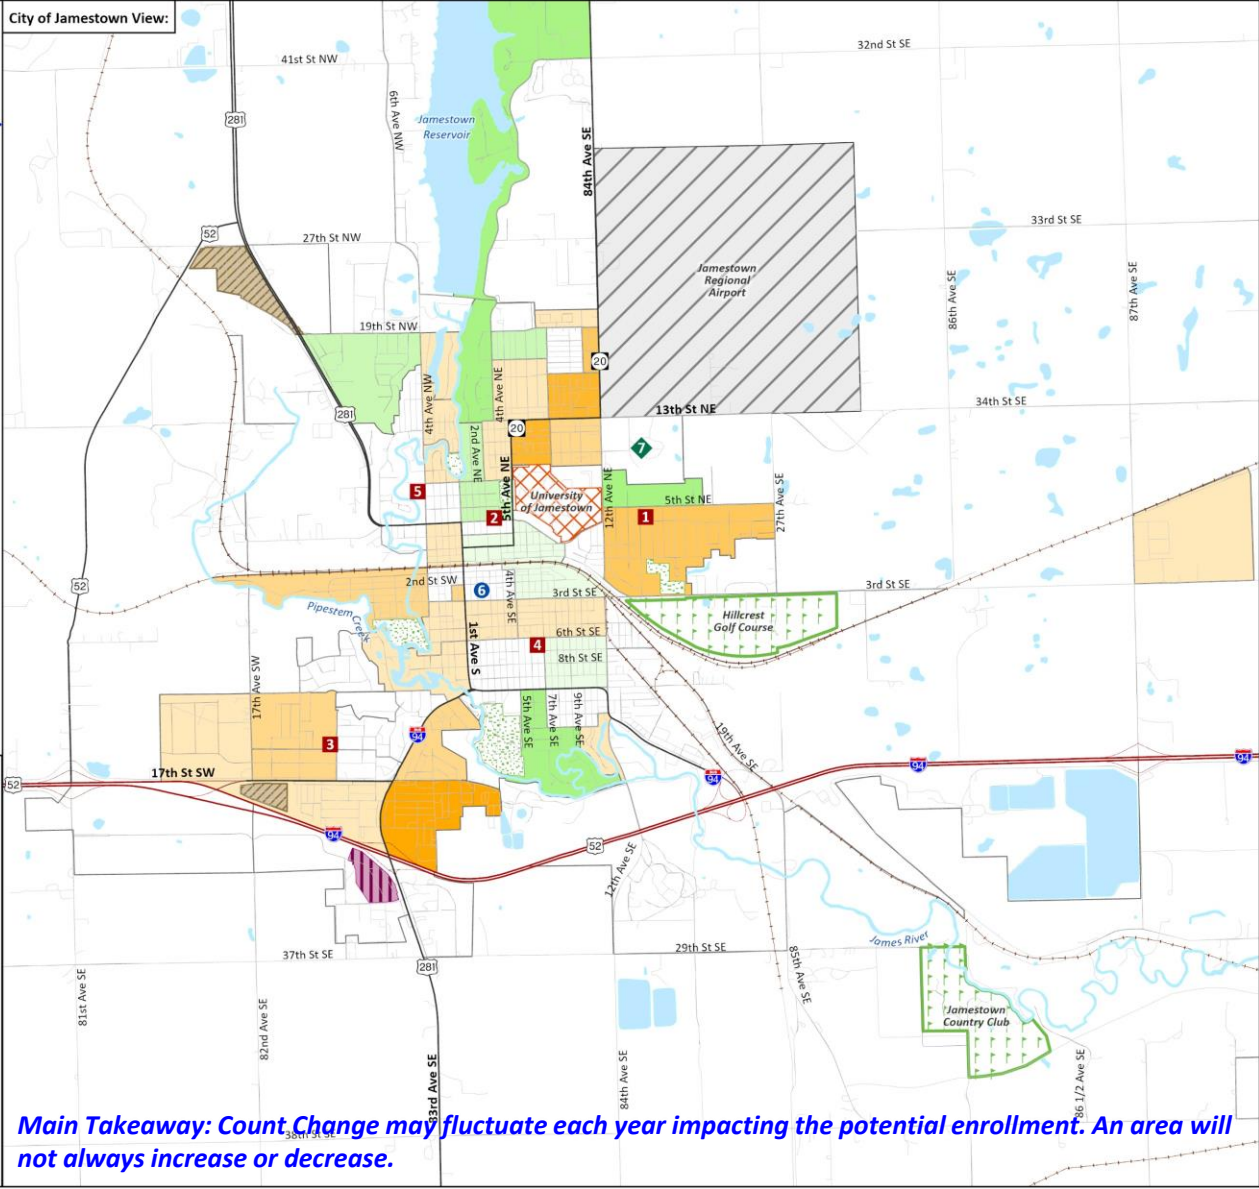 City of Jamestown View:
41st St NW
32nd St SE
281
6th Ave NW
Jamestown
Reservoir
84th Ave SE
33rd St SE
52
27th St NW
Jamestown
Regional
Airport
86th Ave SE
87th Ave SE
19th St NW
20
4th Ave NW
4th Ave NE
281
13th St NE
34th St SE
20
2nd Ave NE
5th Ave NE
7
5
University
of Jamestown
12th Ave NE
5th St NE
27th Ave SE
2
1
52
2nd St SW
6
4th Ave SE
3rd St SE
3rd St SE
Pipestem
Creek
Hillcrest
Golf Course
1st Ave S
6th St SE
4
8th St SE
17th Ave SW
5th Ave SE
7th Ave SE
9th Ave SE
3
94
19th Ave SE
17th St SW
52
94
94
94
94
52
12th Ave SE
37th St SE
281
29th St SE
James River
85th Ave SE
81st Ave SE
82nd Ave SE
83rd Ave SE
84th Ave SE
Jamestown
Country Club
86 1/2 Ave SE
38th St SE
Main Takeaway: Count Change may fluctuate each year impacting the potential enrollment. An area will
not always increase or decrease.